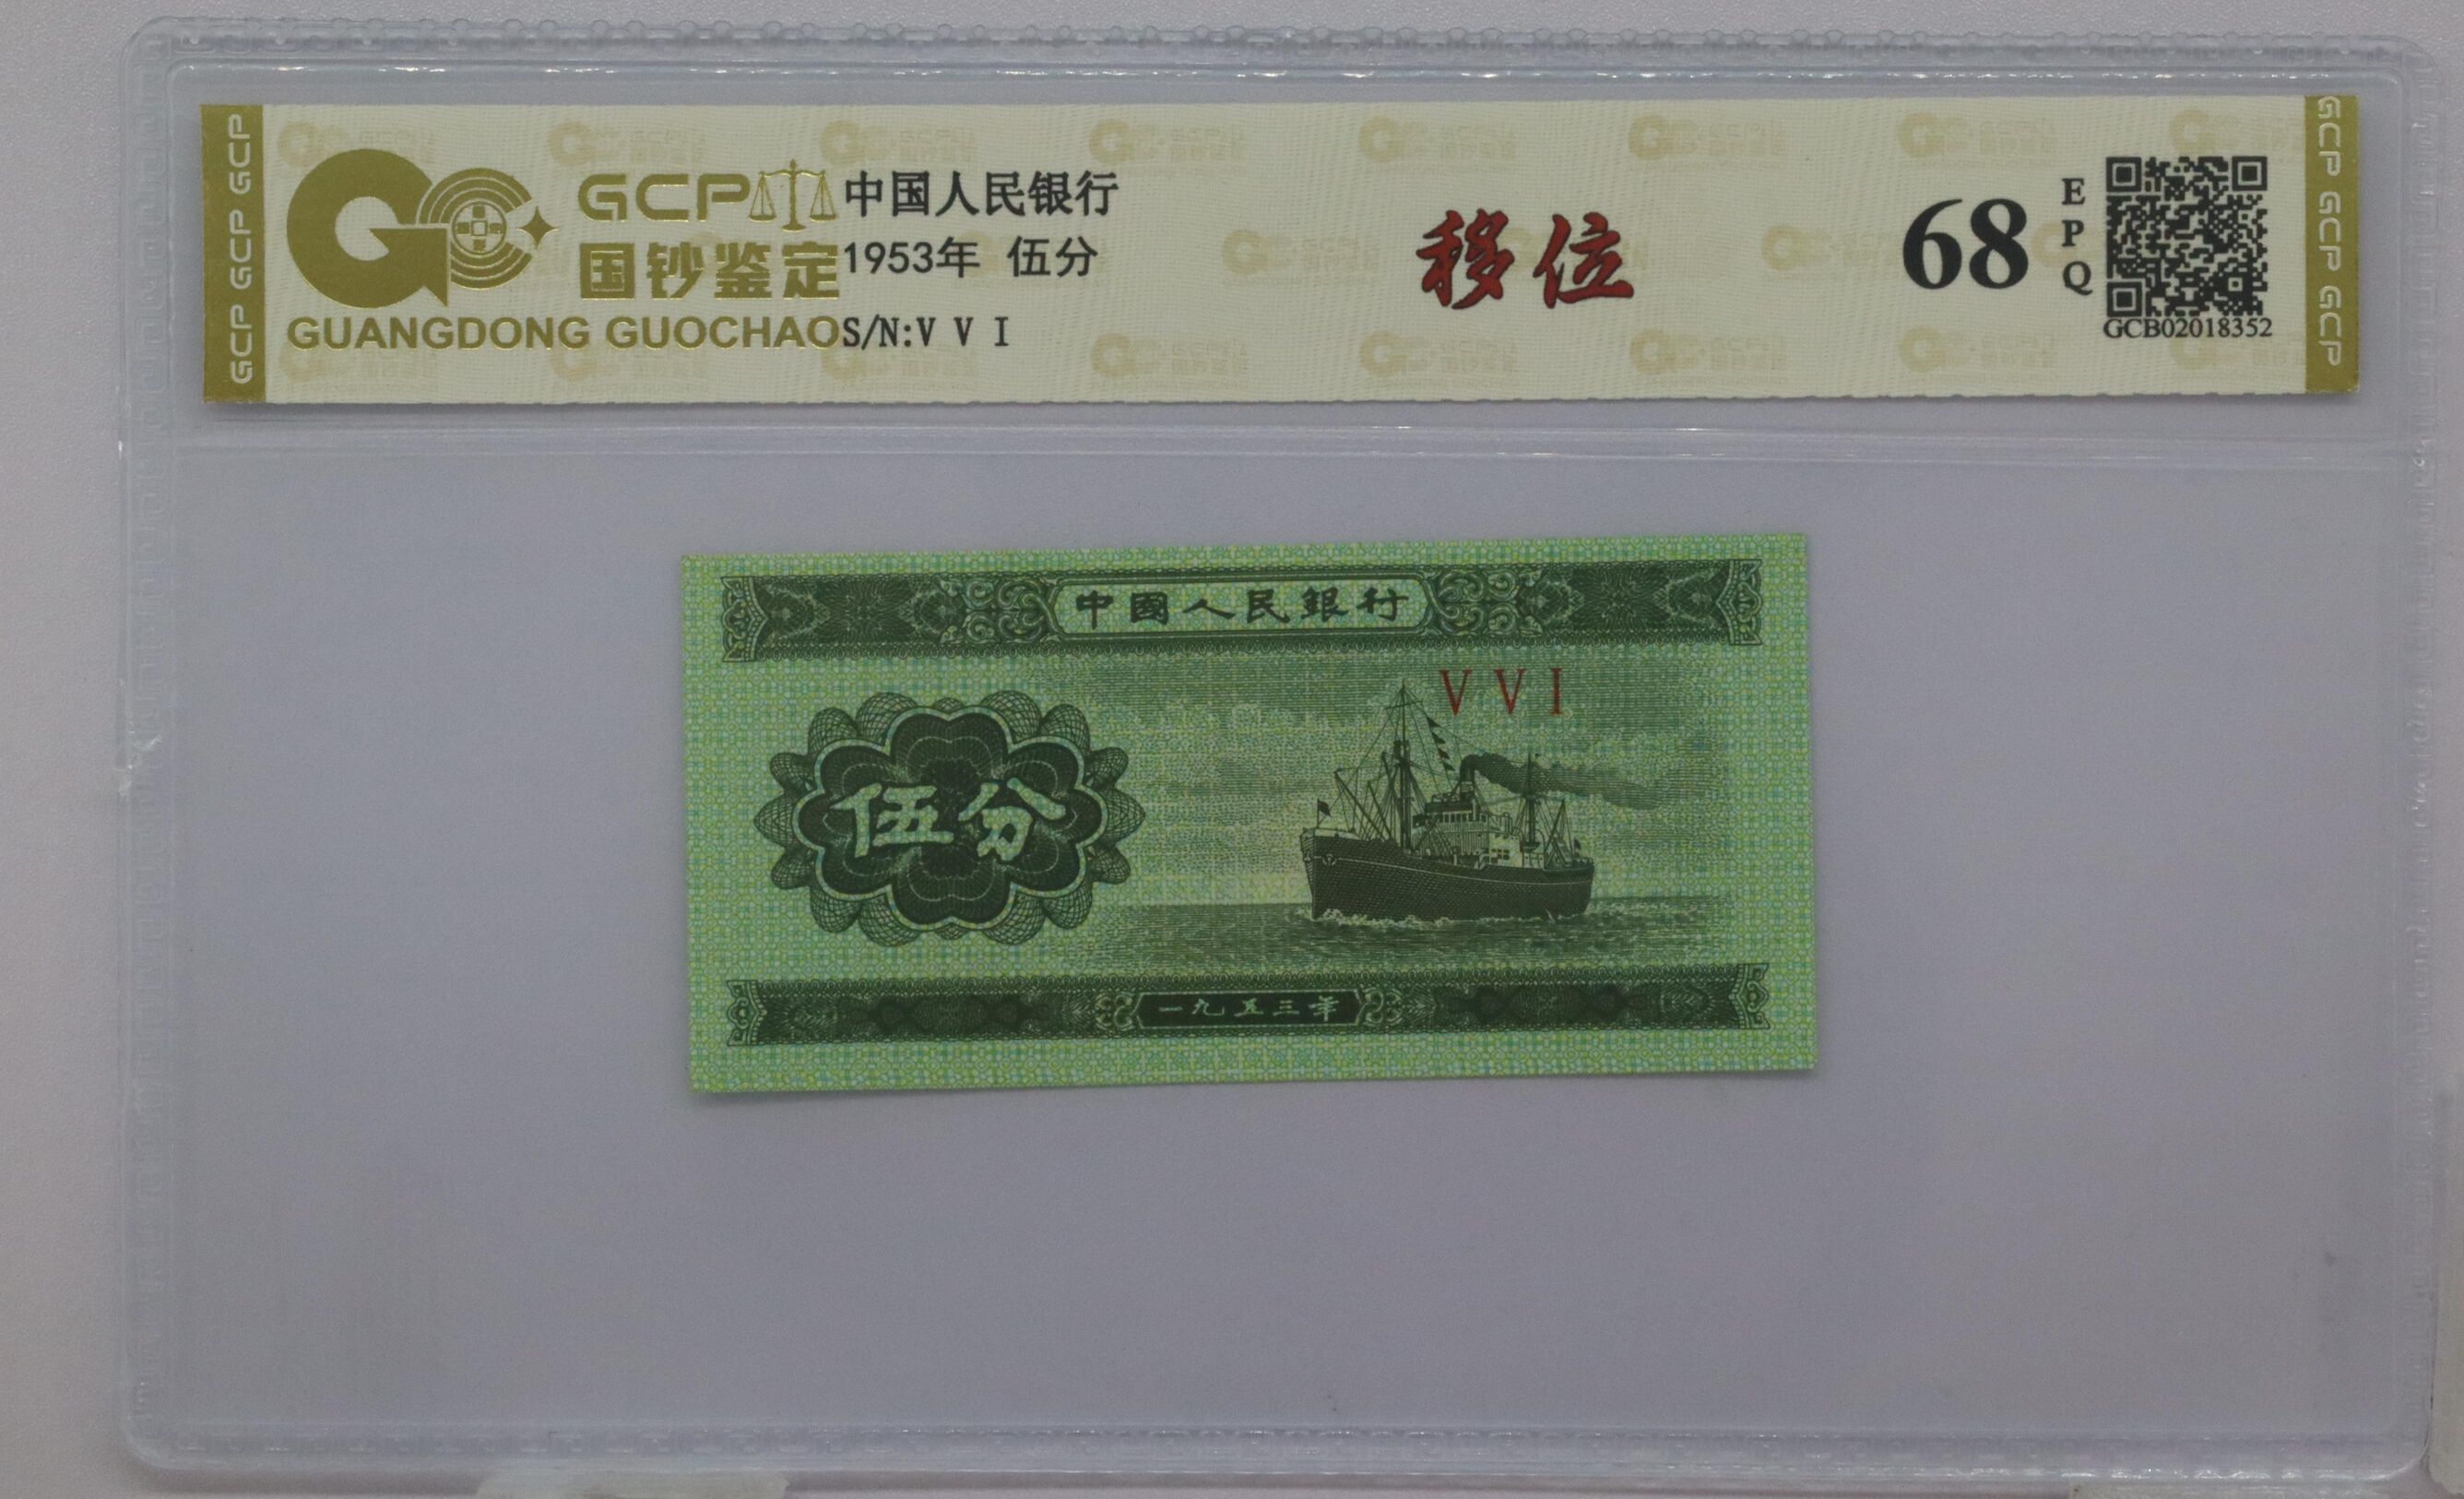 GCP
国钞鉴定
GUANGDONG GUOCHAO
中国人民银行
1953年 伍分
S/N:V V I
移位
68
E
P
Q
GCB02018352
GCP GCP GCP
GCP GCP GCP
中國人民銀行
V V I
伍分
一九五三年